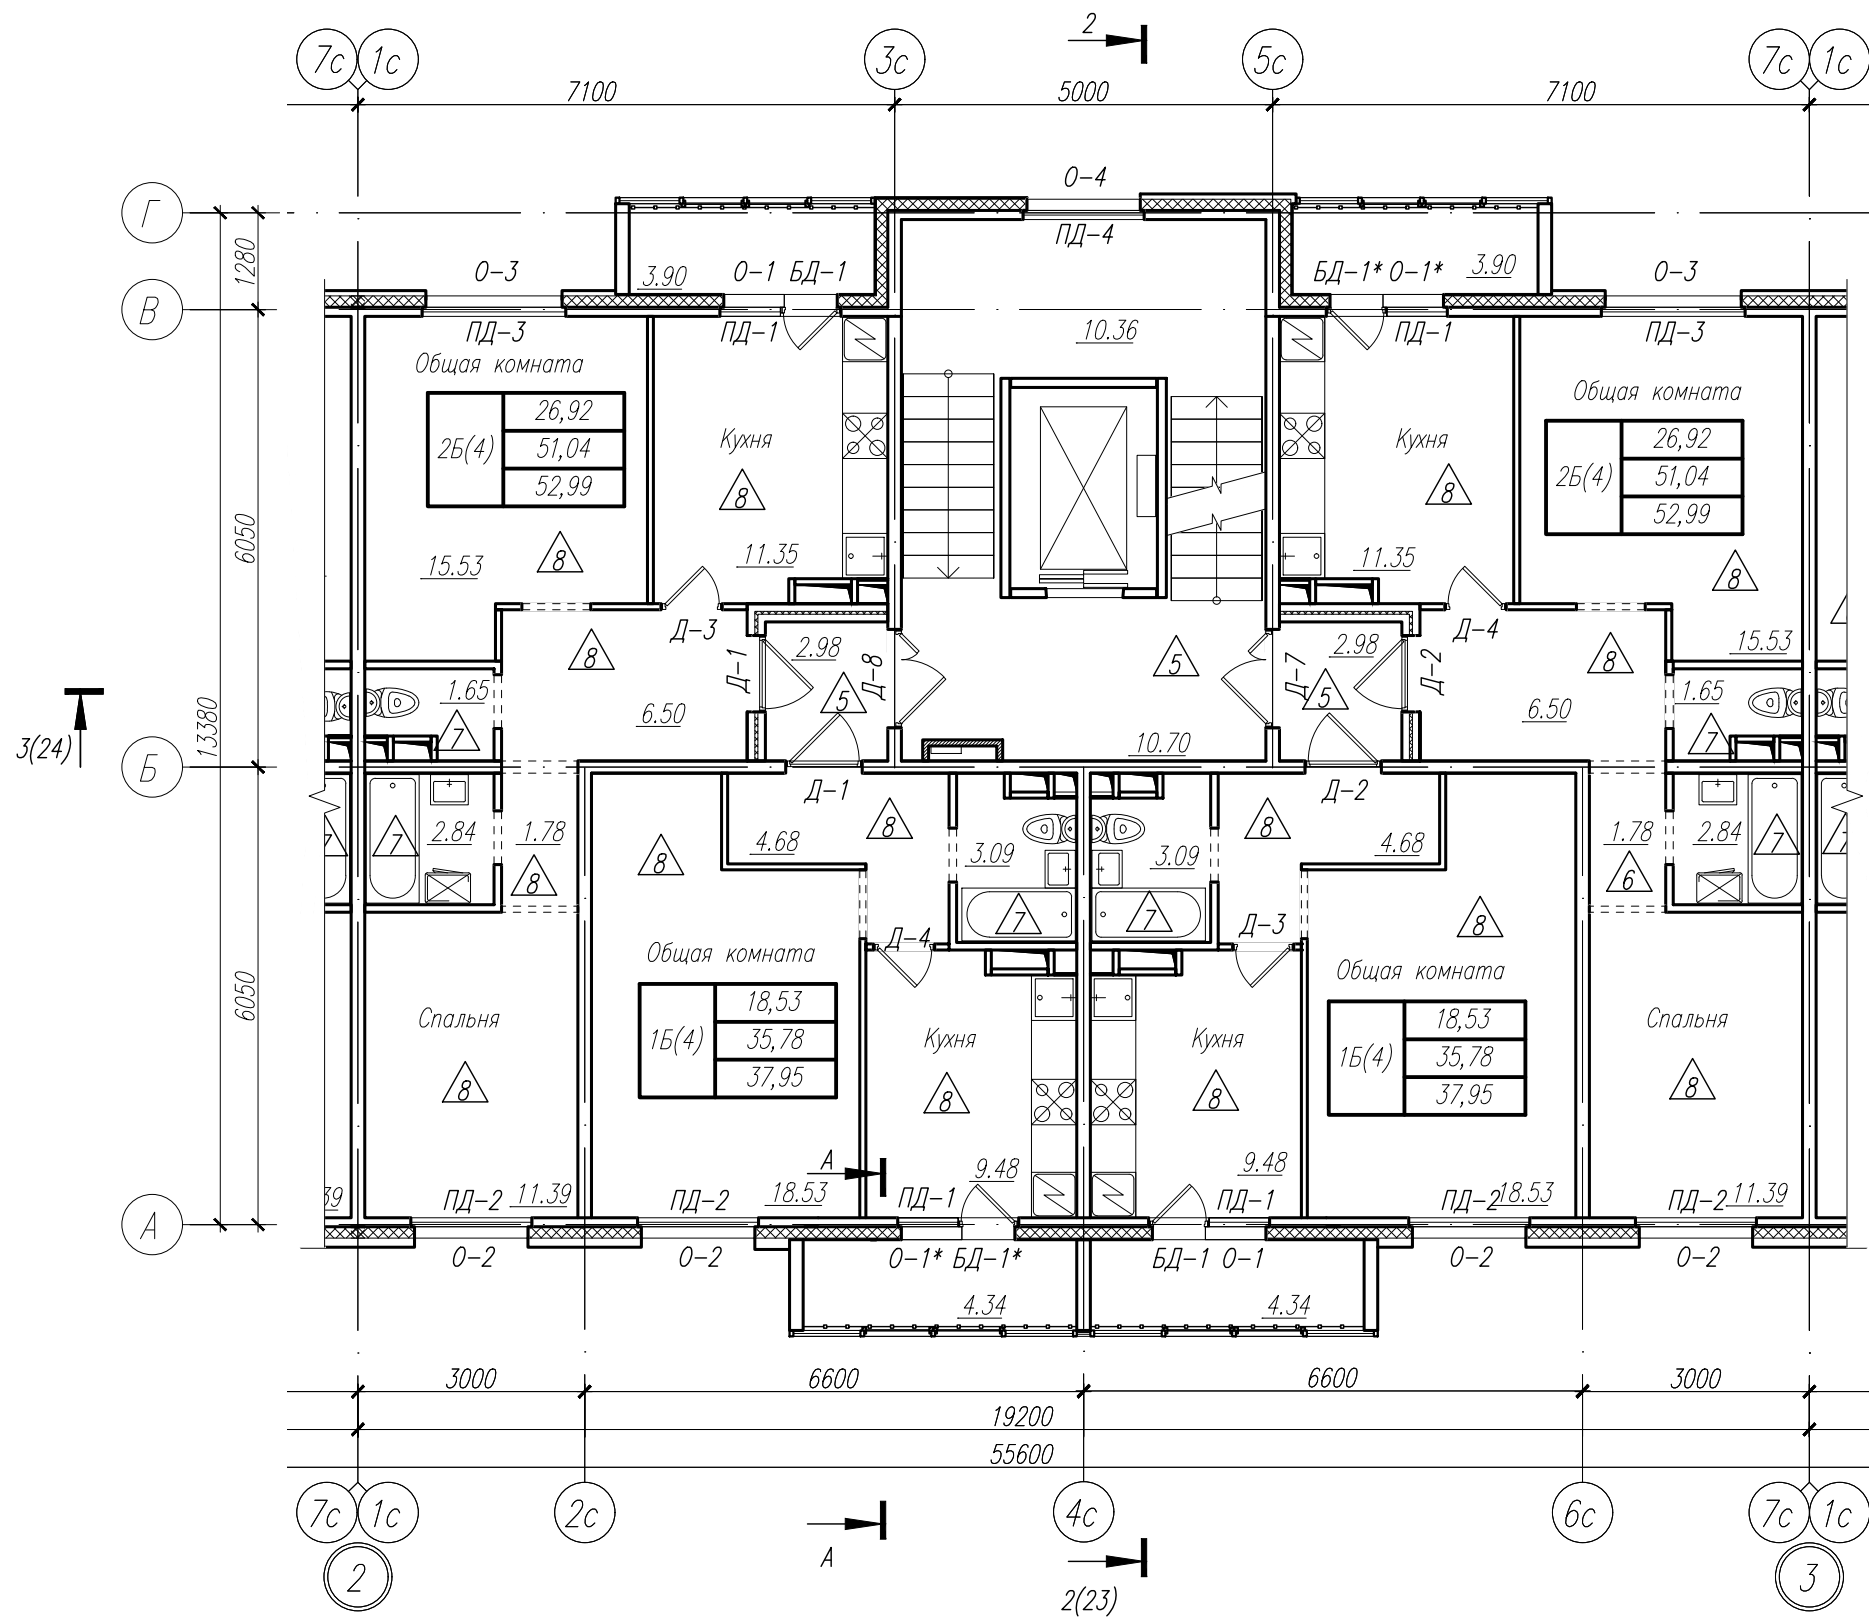 2
7с 1с 3с 5с 7с 1с
7100 5000 7100
О-4
Г
ПД-4
1280
О-3 3.90 О-1 БД-1 БД-1* О-1* 3.90 О-3
В
ПД-3 ПД-1 10.36 ПД-1 ПД-3
Общая комната
Общая комната
26,92
2Б(4) 51,04
52,99
Кухня
8
Кухня
8
26,92
2Б(4) 51,04
52,99
6050
15.53 8 11.35 11.35 8
Д-3 Д-4
8 Д-1 2.98 Д-8 5 Д-7 2.98 Д-2 8 15.53
1.65 5 5 1.65
7 6.50 6.50 7
13380
3(24)
Б
10.70
Д-1 Д-2
7 7 2.84 1.78 8 8 1.78 2.84 7 7
8 4.68 3.09 3.09 4.68
8 6
7 7 8
Д-4 Д-3
Общая комната
Общая комната
18,53
1Б(4) 35,78
37,95
18,53
1Б(4) 35,78
37,95
6050
Спальня Кухня Кухня Спальня
8 8 8 8
А
39 ПД-2 11.39 ПД-2 18.53 ПД-1 9.48 9.48 ПД-1 ПД-2 18.53 ПД-2 11.39
А
О-2 О-2 О-1* БД-1* БД-1 О-1 О-2 О-2
4.34 4.34
3000 6600 6600 3000
19200
55600
7с 1с 2с 4с 6с 7с 1с
А
2 3
2(23)